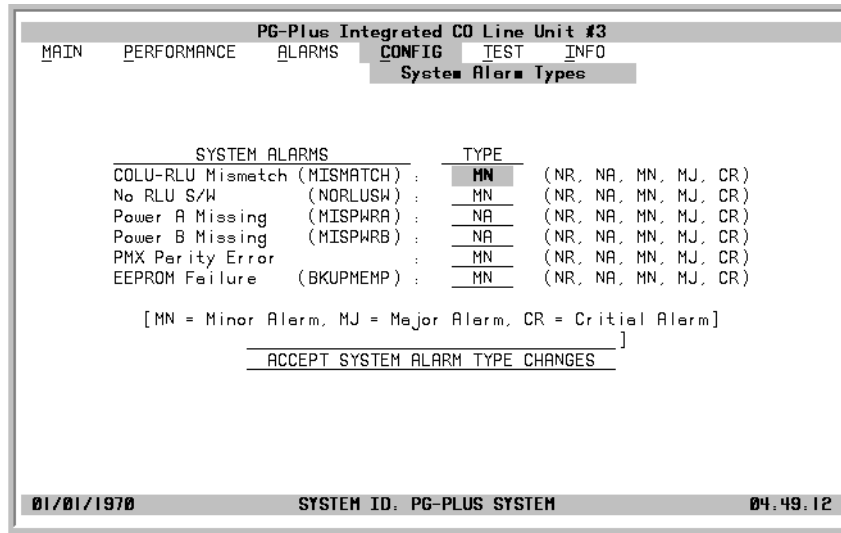 PG-Plus Integrated CO Line Unit #3
MAIN PERFORMANCE ALARMS CONFIG TEST INFO
System Alarm Types
SYSTEM ALARMS TYPE
COLU-RLU Mismatch (MISMATCH) : MN (NR, NA, MN, MJ, CR)
No RLU S/W (NORLUSW) : MN (NR, NA, MN, MJ, CR)
Power A Missing (MISPWRA) : NA (NR, NA, MN, MJ, CR)
Power B Missing (MISPWRB) : NA (NR, NA, MN, MJ, CR)
PMX Parity Error : MN (NR, NA, MN, MJ, CR)
EEPROM Failure (BKUPMEMP) : MN (NR, NA, MN, MJ, CR)
[MN = Minor Alarm, MJ = Major Alarm, CR = Critial Alarm]
]
ACCEPT SYSTEM ALARM TYPE CHANGES
01/01/1970 SYSTEM ID: PG-PLUS SYSTEM 04:49:12